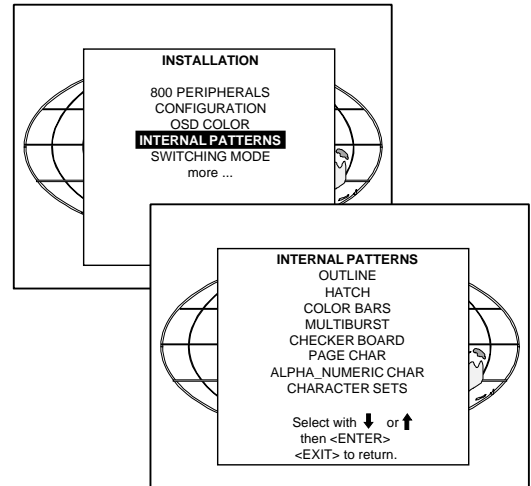 INSTALLATION
800 PERIPHERALS
CONFIGURATION
OSD COLOR
INTERNAL PATTERNS
SWITCHING MODE
more ...
INTERNAL PATTERNS
OUTLINE
HATCH
COLOR BARS
MULTIBURST
CHECKER BOARD
PAGE CHAR
ALPHA_NUMERIC CHAR
CHARACTER SETS
Select with ⬇ or ⬆
then <ENTER>
<EXIT> to return.